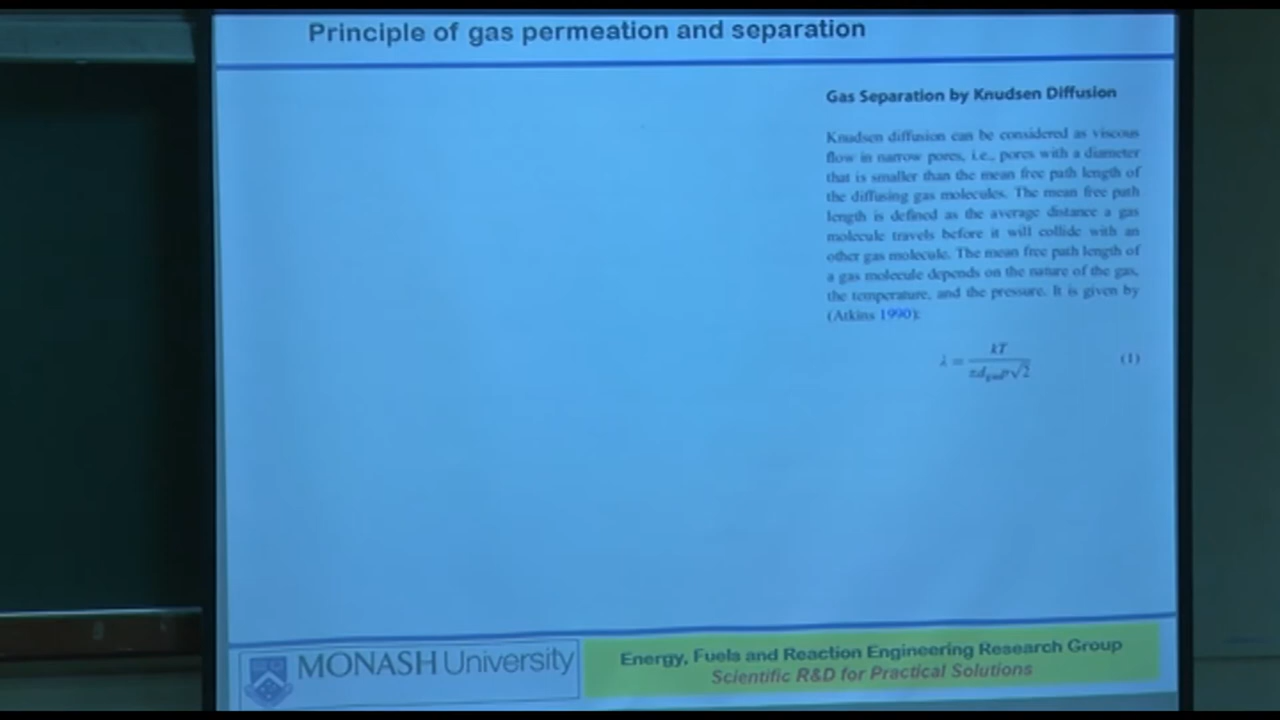 Principle of gas permeation and separation
Gas Separation by Knudsen Diffusion
Knudsen diffusion can be considered as viscous
flow in narrow pores, i.e., pores with a diameter
that is smaller than the mean free path length of
the diffusing gas molecules. The mean free path
length is defined as the average distance a gas
molecule travels before it will collide with an
other gas molecule. The mean free path length of
a gas molecule depends on the nature of the gas,
the temperature, and the pressure. It is given by
(Atkins 1990):
λ = kT / πd_gas p√2 (1)
MONASH University
Energy, Fuels and Reaction Engineering Research Group
Scientific R&D for Practical Solutions